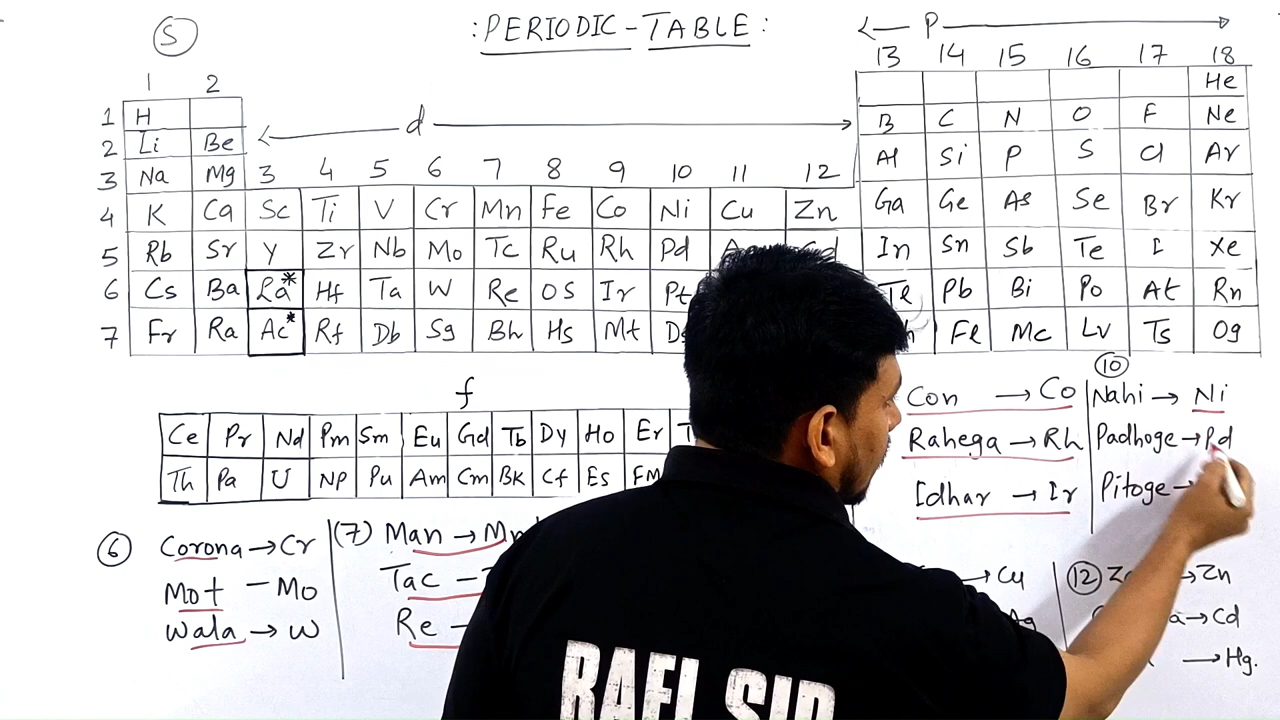 S
: PERIODIC-TABLE :
P
13 14 15 16 17 18
1 2
He
1 H
d
B C N O F Ne
2 Li Be
3 Na Mg 3 4 5 6 7 8 9 10 11 12 Al Si P S Cl Ar
4 K Ca Sc Ti V Cr Mn Fe Co Ni Cu Zn Ga Ge As Se Br Kr
5 Rb Sr Y Zr Nb Mo Tc Ru Rh Pd In Sn Sb Te I Xe
6 Cs Ba La* Hf Ta W Re OS Ir Pt Tl Pb Bi Po At Rn
7 Fr Ra Ac* Rf Db Sg Bh Hs Mt Fl Mc Lv Ts Og
f
Ce Pr Nd Pm Sm Eu Gd Tb Dy Ho Er
Th Pa U NP Pu Am Cm BK Cf Es FM
Con → Co
Rahega → Rh
Idhar → Ir
10
Nahi → Ni
Padhoge → Pd
Pitoge →
6 Corona → Cr
Mot – Mo
Wala → W
(7) Man → Mn
Tac –
Re –
→ Cu
Ag
12
→ Zn
→ Cd
→ Hg.
RAFI SIR